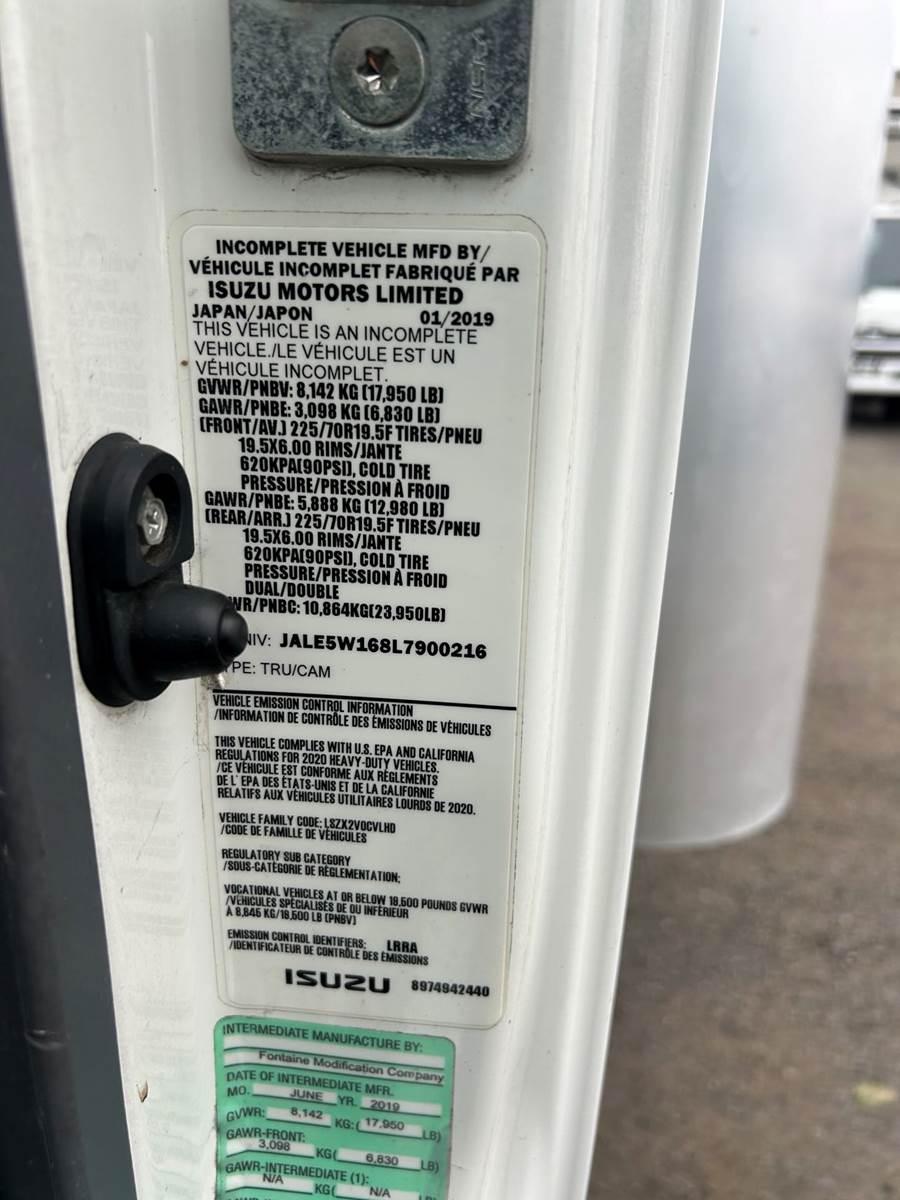 INCOMPLETE VEHICLE MFD BY/
VÉHICULE INCOMPLET FABRIQUÉ PAR
ISUZU MOTORS LIMITED
JAPAN/JAPON 01/2019
THIS VEHICLE IS AN INCOMPLETE
VEHICLE./LE VÉHICULE EST UN
VÉHICULE INCOMPLET.
GVWR/PNBV: 8,142 KG (17,950 LB)
GAWR/PNBE: 3,098 KG (6,830 LB)
(FRONT/AV.) 225/70R19.5F TIRES/PNEU
19.5X6.00 RIMS/JANTE
620KPA(90PSI), COLD TIRE
PRESSURE/PRESSION À FROID
GAWR/PNBE: 5,888 KG (12,980 LB)
(REAR/ARR.) 225/70R19.5F TIRES/PNEU
19.5X6.00 RIMS/JANTE
620KPA(90PSI), COLD TIRE
PRESSURE/PRESSION À FROID
DUAL/DOUBLE
WR/PNBC: 10,864KG(23,950LB)
NIV: JALE5W168L7900216
PE: TRU/CAM
VEHICLE EMISSION CONTROL INFORMATION
/INFORMATION DE CONTRÔLE DES ÉMISSIONS DE VÉHICULES
THIS VEHICLE COMPLIES WITH U.S. EPA AND CALIFORNIA
REGULATIONS FOR 2020 HEAVY-DUTY VEHICLES.
/CE VÉHICULE EST CONFORME AUX RÈGLEMENTS
DE L' EPA DES ÉTATS-UNIS ET DE LA CALIFORNIE
RELATIFS AUX VÉHICULES UTILITAIRES LOURDS DE 2020.
VEHICLE FAMILY CODE: LSZX2VOCVLHD
/CODE DE FAMILLE DE VÉHICULES
REGULATORY SUB CATEGORY
/SOUS-CATÉGORIE DE RÈGLEMENTATION:
VOCATIONAL VEHICLES AT OR BELOW 19,500 POUNDS GVWR
/VÉHICULES SPÉCIALISÉS DE OU INFÉRIEUR
À 8,845 KG/19,500 LB (PNBV)
EMISSION CONTROL IDENTIFIERS: LRRA
/IDENTIFICATEUR DE CONTRÔLE DES ÉMISSIONS
ISUZU 8974942440
INTERMEDIATE MANUFACTURE BY:
Fontaine Modification Company
DATE OF INTERMEDIATE MFR.
MO. JUNE YR. 2019
GVWR: 8,142 KG: ( 17,950 LB)
GAWR-FRONT:
3,098 KG ( 6,830 LB)
GAWR-INTERMEDIATE (1):
N/A KG ( N/A